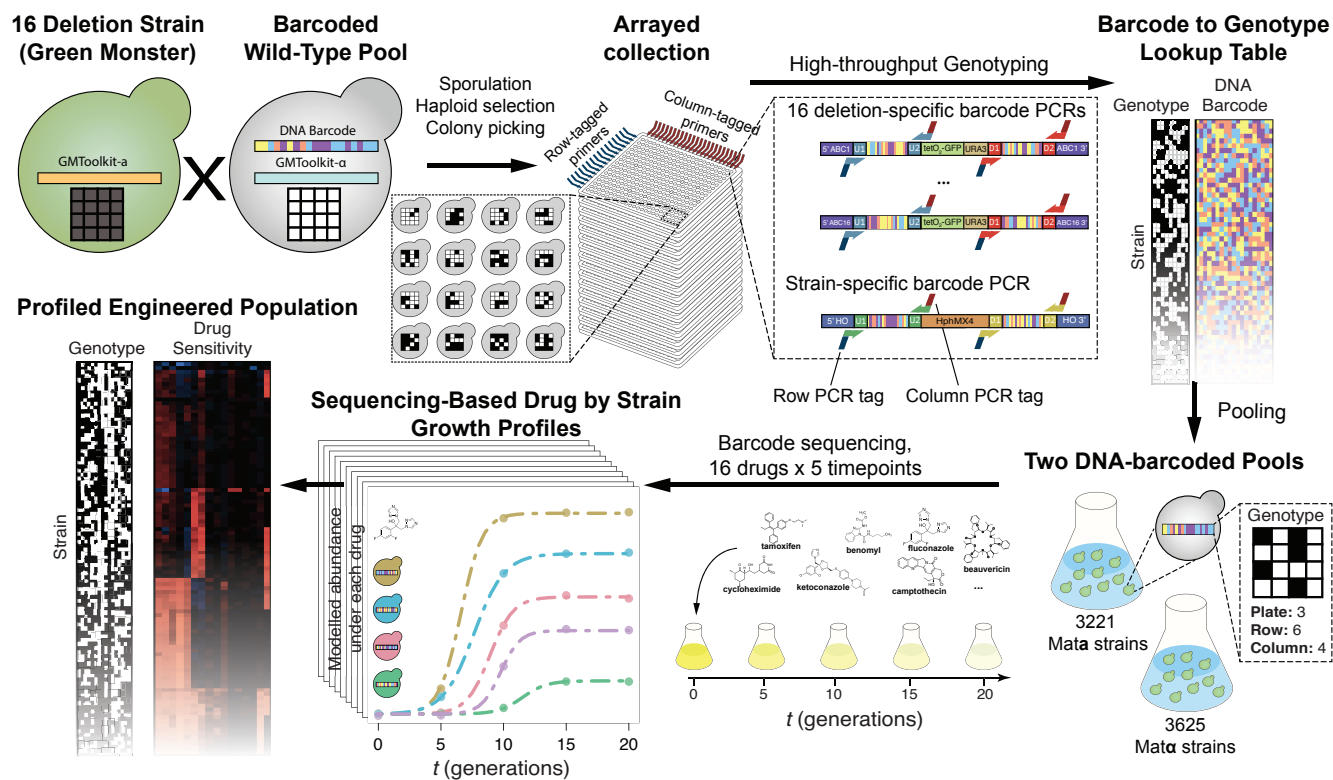 16 Deletion Strain
(Green Monster)
Barcoded
Wild-Type Pool
GMToolkit-a
X
DNA Barcode
GMToolkit-α
Sporulation
Haploid selection
Colony picking
Arrayed
collection
Row-tagged
primers
Column-tagged
primers
High-throughput Genotyping
16 deletion-specific barcode PCRs
5' ABC1 U1 U2 tetO2-GFP URA3 D1 D2 ABC1 3'
...
5' ABC16 U1 U2 tetO2-GFP URA3 D1 D2 ABC16 3'
Strain-specific barcode PCR
5' HO U1 U2 HphMX4 D1 D2 HO 3'
Row PCR tag
Column PCR tag
Barcode to Genotype
Lookup Table
Genotype
DNA
Barcode
Strain
Pooling
Two DNA-barcoded Pools
3221
Mata strains
3625
Matα strains
Genotype
Plate: 3
Row: 6
Column: 4
Barcode sequencing,
16 drugs x 5 timepoints
tamoxifen
benomyl
fluconazole
beauvericin
cycloheximide
ketoconazole
camptothecin
...
0 5 10 15 20
t (generations)
Sequencing-Based Drug by Strain
Growth Profiles
Modelled abundance
under each drug
0 5 10 15 20
t (generations)
Profiled Engineered Population
Genotype
Drug
Sensitivity
Strain